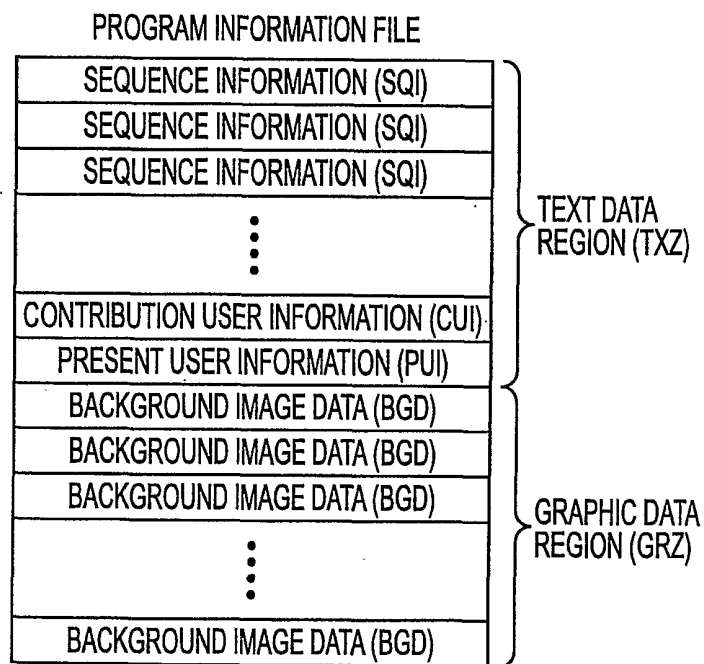 PROGRAM INFORMATION FILE
SEQUENCE INFORMATION (SQI)
SEQUENCE INFORMATION (SQI)
SEQUENCE INFORMATION (SQI)
TEXT DATA
REGION (TXZ)
CONTRIBUTION USER INFORMATION (CUI)
PRESENT USER INFORMATION (PUI)
BACKGROUND IMAGE DATA (BGD)
BACKGROUND IMAGE DATA (BGD)
BACKGROUND IMAGE DATA (BGD)
GRAPHIC DATA
REGION (GRZ)
BACKGROUND IMAGE DATA (BGD)